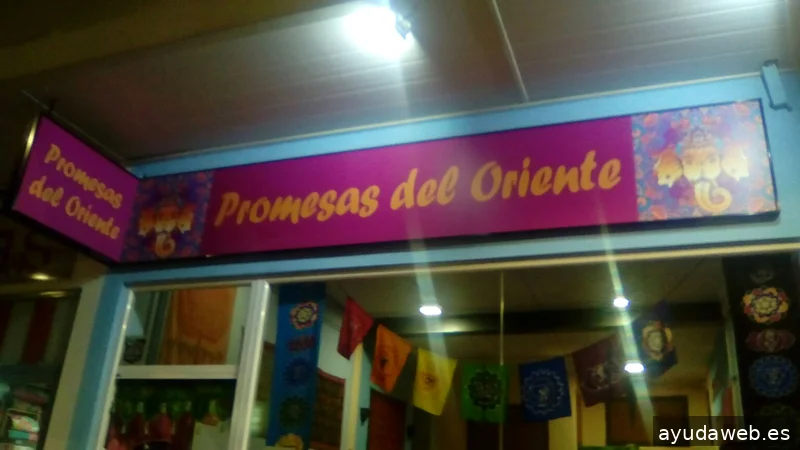 Promesas
del Oriente
Promesas del Oriente
ayudaweb.es